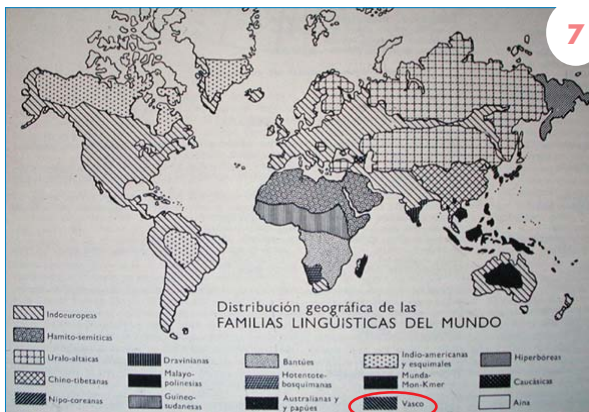 7
Distribución geográfica de las
FAMILIAS LINGÜISTICAS DEL MUNDO
Indoeuropeas
Hamito-semíticas
Uralo-altaicas
Chino-tibetanas
Nipo-coreanas
Dravinianas
Malayo-
polinesias
Guineo-
sudanesas
Bantúes
Hotentote-
bosquimanas
Australianas y
y papúes
Indio-americanas
y esquimales
Munda-
Mon-Kmer
Vasco
Hiperbóreas
Caucásicas
Aina